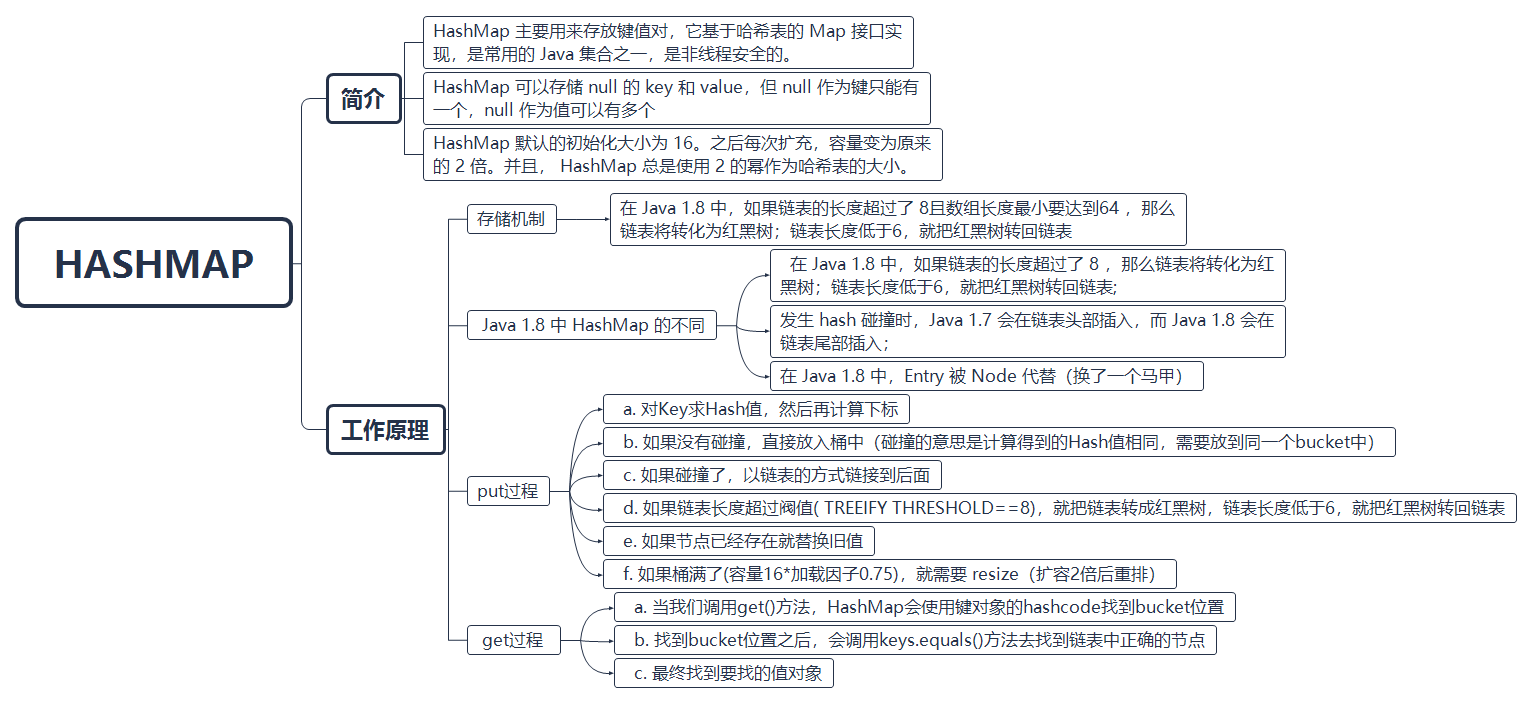 HASHMAP
简介
HashMap 主要用来存放键值对，它基于哈希表的 Map 接口实
现，是常用的 Java 集合之一，是非线程安全的。
HashMap 可以存储 null 的 key 和 value，但 null 作为键只能有
一个，null 作为值可以有多个
HashMap 默认的初始化大小为 16。之后每次扩充，容量变为原来
的 2 倍。并且， HashMap 总是使用 2 的幂作为哈希表的大小。
工作原理
存储机制
在 Java 1.8 中，如果链表的长度超过了 8且数组长度最小要达到64 ，那么
链表将转化为红黑树；链表长度低于6，就把红黑树转回链表
Java 1.8 中 HashMap 的不同
在 Java 1.8 中，如果链表的长度超过了 8 ，那么链表将转化为红
黑树；链表长度低于6，就把红黑树转回链表;
发生 hash 碰撞时，Java 1.7 会在链表头部插入，而 Java 1.8 会在
链表尾部插入；
在 Java 1.8 中，Entry 被 Node 代替（换了一个马甲）
put过程
a. 对Key求Hash值，然后再计算下标
b. 如果没有碰撞，直接放入桶中（碰撞的意思是计算得到的Hash值相同，需要放到同一个bucket中）
c. 如果碰撞了，以链表的方式链接到后面
d. 如果链表长度超过阀值( TREEIFY THRESHOLD==8)，就把链表转成红黑树，链表长度低于6，就把红黑树转回链表
e. 如果节点已经存在就替换旧值
f. 如果桶满了(容量16*加载因子0.75)，就需要 resize（扩容2倍后重排）
get过程
a. 当我们调用get()方法，HashMap会使用键对象的hashcode找到bucket位置
b. 找到bucket位置之后，会调用keys.equals()方法去找到链表中正确的节点
c. 最终找到要找的值对象